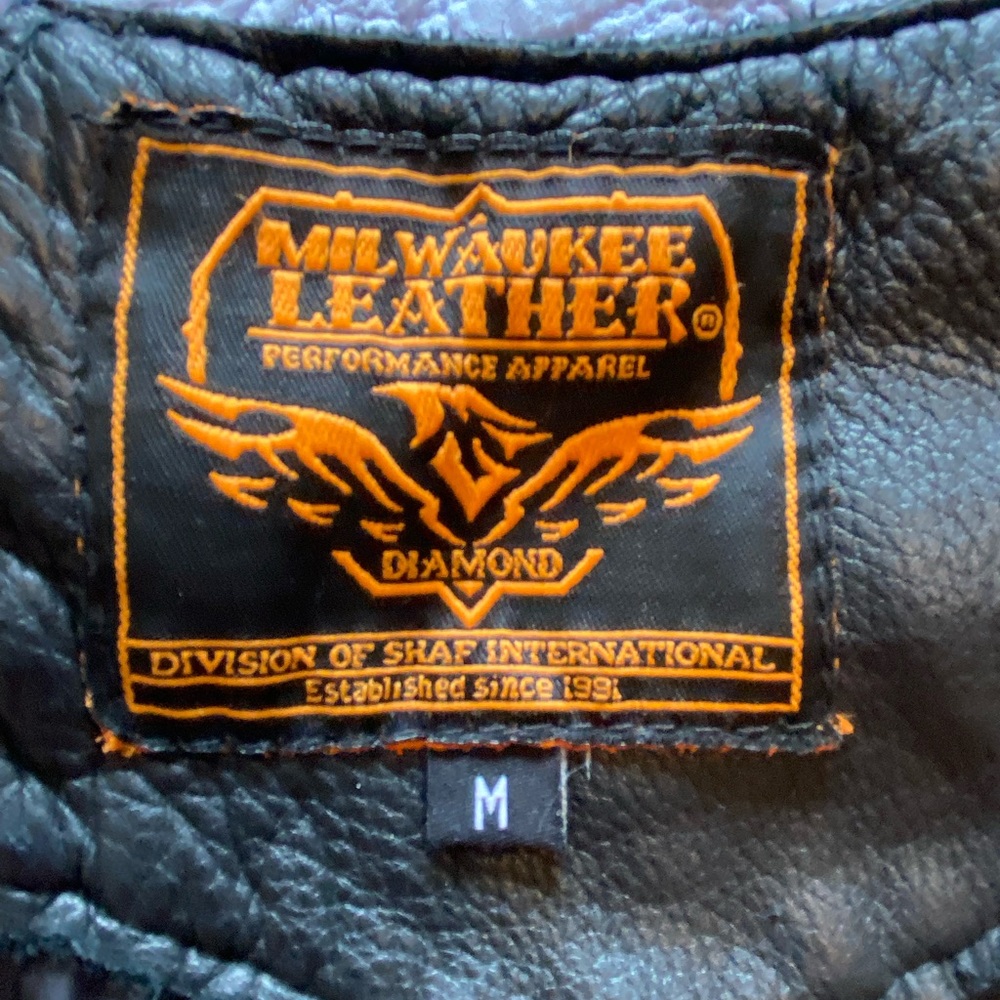 MILWAUKEE
LEATHER®
PERFORMANCE APPAREL
DIAMOND
DIVISION OF SHAF INTERNATIONAL
Established since 1991
M